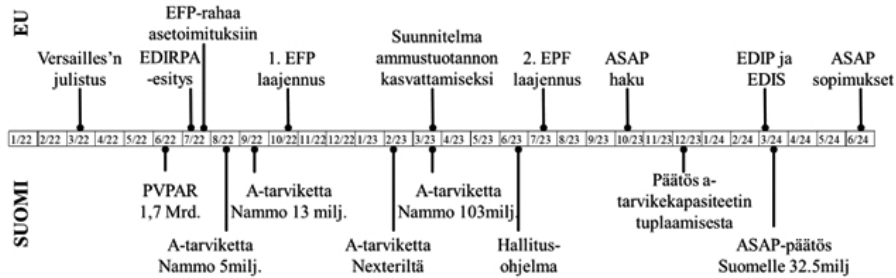 EU
EFP-rahaa
asetoimituksiin
Versailles'n
julistus
EDIRPA
-esitys
1. EFP
laajennus
Suunnitelma
ammustuotannon
kasvattamiseksi
2. EPF
laajennus
ASAP
haku
EDIP ja
EDIS
ASAP
sopimukset
1/22 2/22 3/22 4/22 5/22 6/22 7/22 8/22 9/22 10/22 11/22 12/22 1/23 2/23 3/23 4/23 5/23 6/23 7/23 8/23 9/23 10/23 11/23 12/23 1/24 2/24 3/24 4/24 5/24 6/24
SUOMI
PVPAR
1,7 Mrd.
A-tarviketta
Nammo 5milj.
A-tarviketta
Nammo 13 milj.
A-tarviketta
Nexteriltä
A-tarviketta
Nammo 103milj.
Hallitus-
ohjelma
Päätös a-
tarvikekapasiteetin
tuplaamisesta
ASAP-päätös
Suomelle 32.5milj